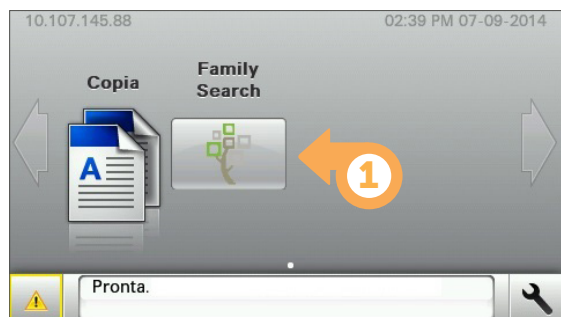 10.107.145.88 02:39 PM 07-09-2014
Copia
Family
Search
A
1
Pronta.